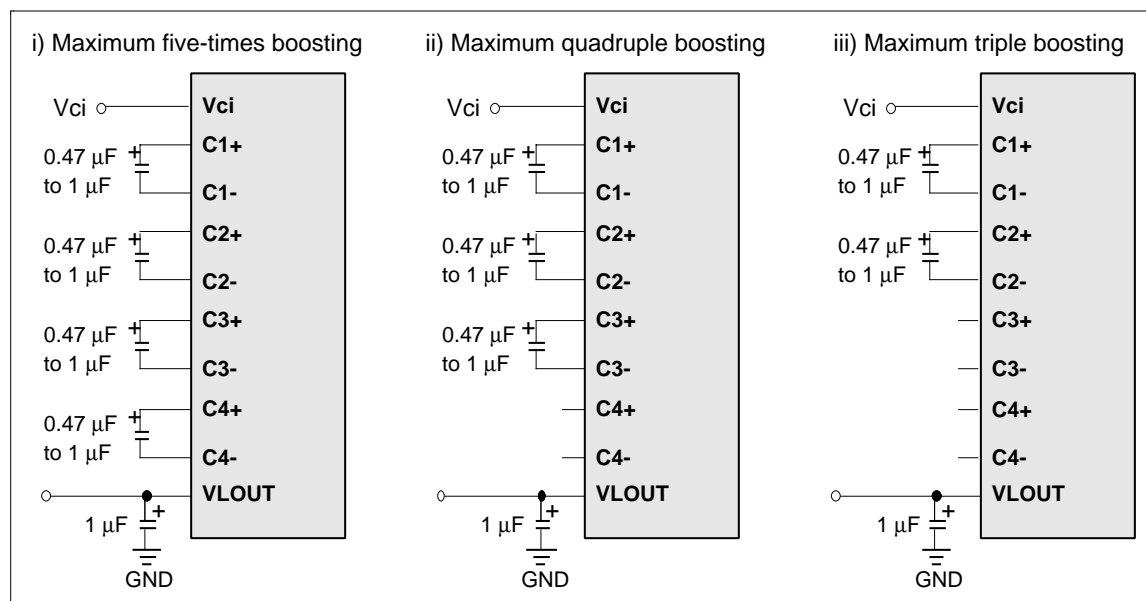 i) Maximum five-times boosting
Vci
Vci
C1+
0.47 μF
to 1 μF
+
C1-
C2+
0.47 μF
to 1 μF
+
C2-
C3+
0.47 μF
to 1 μF
+
C3-
C4+
0.47 μF
to 1 μF
+
C4-
VLOUT
1 μF
+
GND
ii) Maximum quadruple boosting
Vci
Vci
C1+
0.47 μF
to 1 μF
+
C1-
C2+
0.47 μF
to 1 μF
+
C2-
C3+
0.47 μF
to 1 μF
+
C3-
C4+
C4-
VLOUT
1 μF
+
GND
iii) Maximum triple boosting
Vci
Vci
C1+
0.47 μF
to 1 μF
+
C1-
C2+
0.47 μF
to 1 μF
+
C2-
C3+
C3-
C4+
C4-
VLOUT
1 μF
+
GND